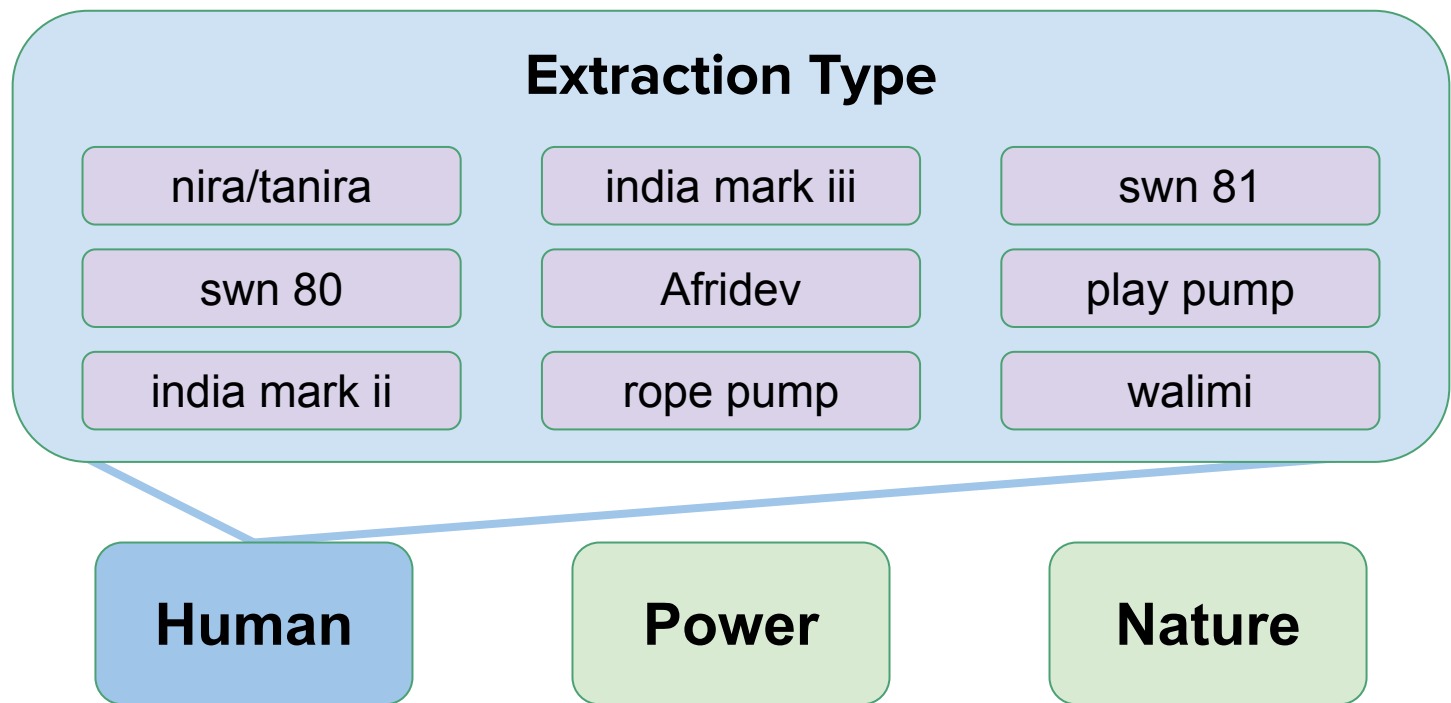 Extraction Type
nira/tanira india mark iii swn 81
swn 80 Afridev play pump
india mark ii rope pump walimi
Human Power Nature